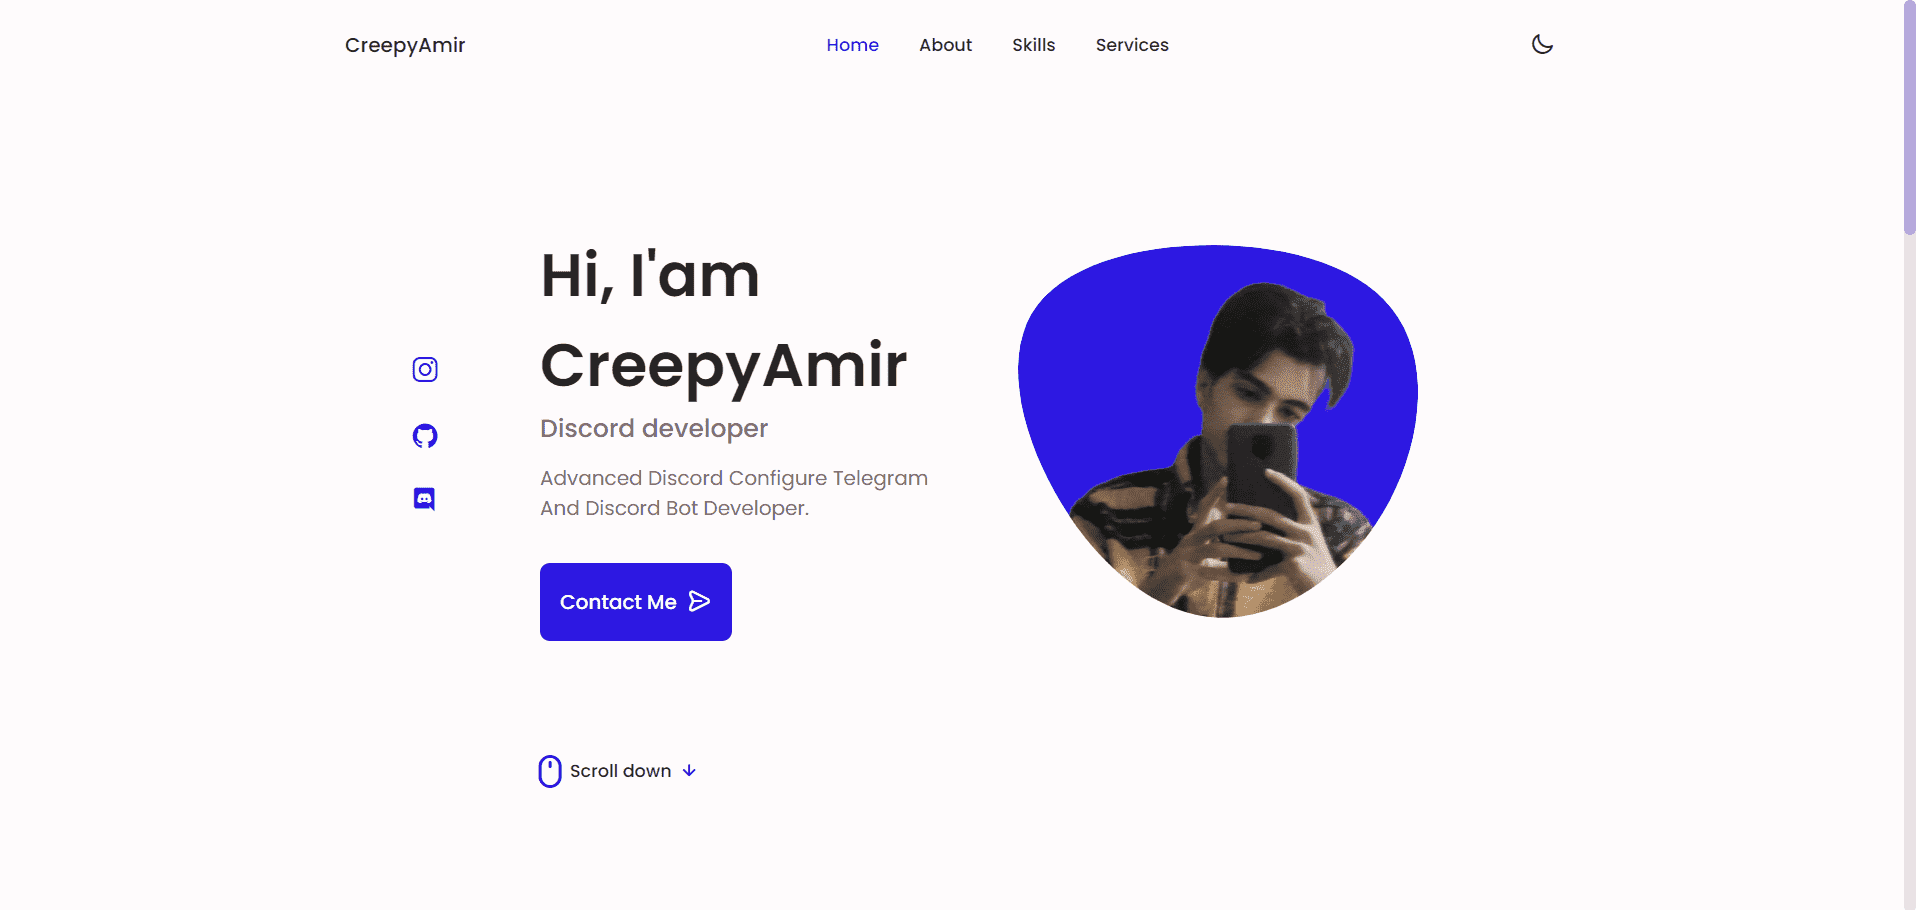 CreepyAmir
Home About Skills Services
Hi, I'am
CreepyAmir
Discord developer
Advanced Discord Configure Telegram
And Discord Bot Developer.
Contact Me
Scroll down